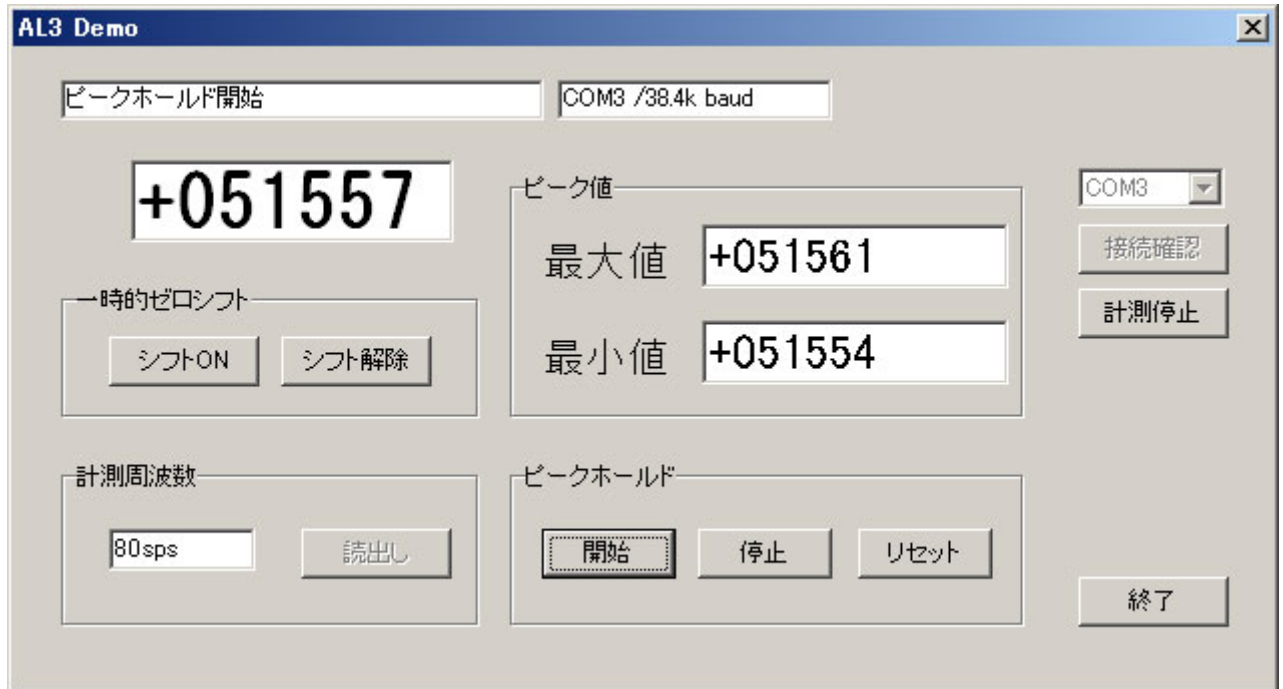 AL3 Demo
ピークホールド開始
COM3 /38.4k baud
+051557
ピーク値
COM3
最大値
+051561
接続確認
一時的ゼロシフト
計測停止
シフトON
シフト解除
最小値
+051554
計測周波数
ピークホールド
80sps
読出し
開始
停止
リセット
終了